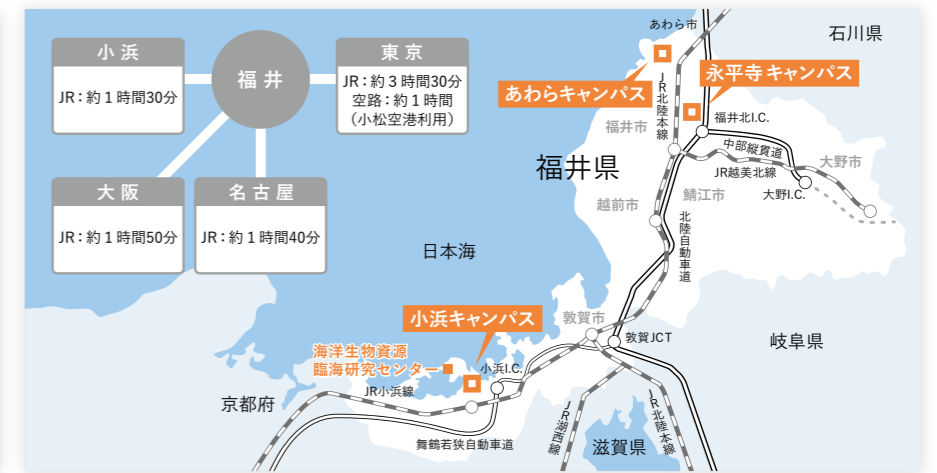 小浜
JR：約1時間30分
福井
東京
JR：約3時間30分
空路：約1時間
（小松空港利用）
大阪
JR：約1時間50分
名古屋
JR：約1時間40分
あわら市
石川県
永平寺キャンパス
あわらキャンパス
JR北陸本線
福井市
福井北I.C.
中部縦貫道
JR越美北線
大野市
大野I.C.
福井県
越前市
鯖江市
北陸自動車道
日本海
小浜キャンパス
敦賀市
敦賀JCT
岐阜県
海洋生物資源
臨海研究センター
小浜I.C.
JR小浜線
京都府
舞鶴若狭自動車道
JR湖西線
JR北陸本線
滋賀県